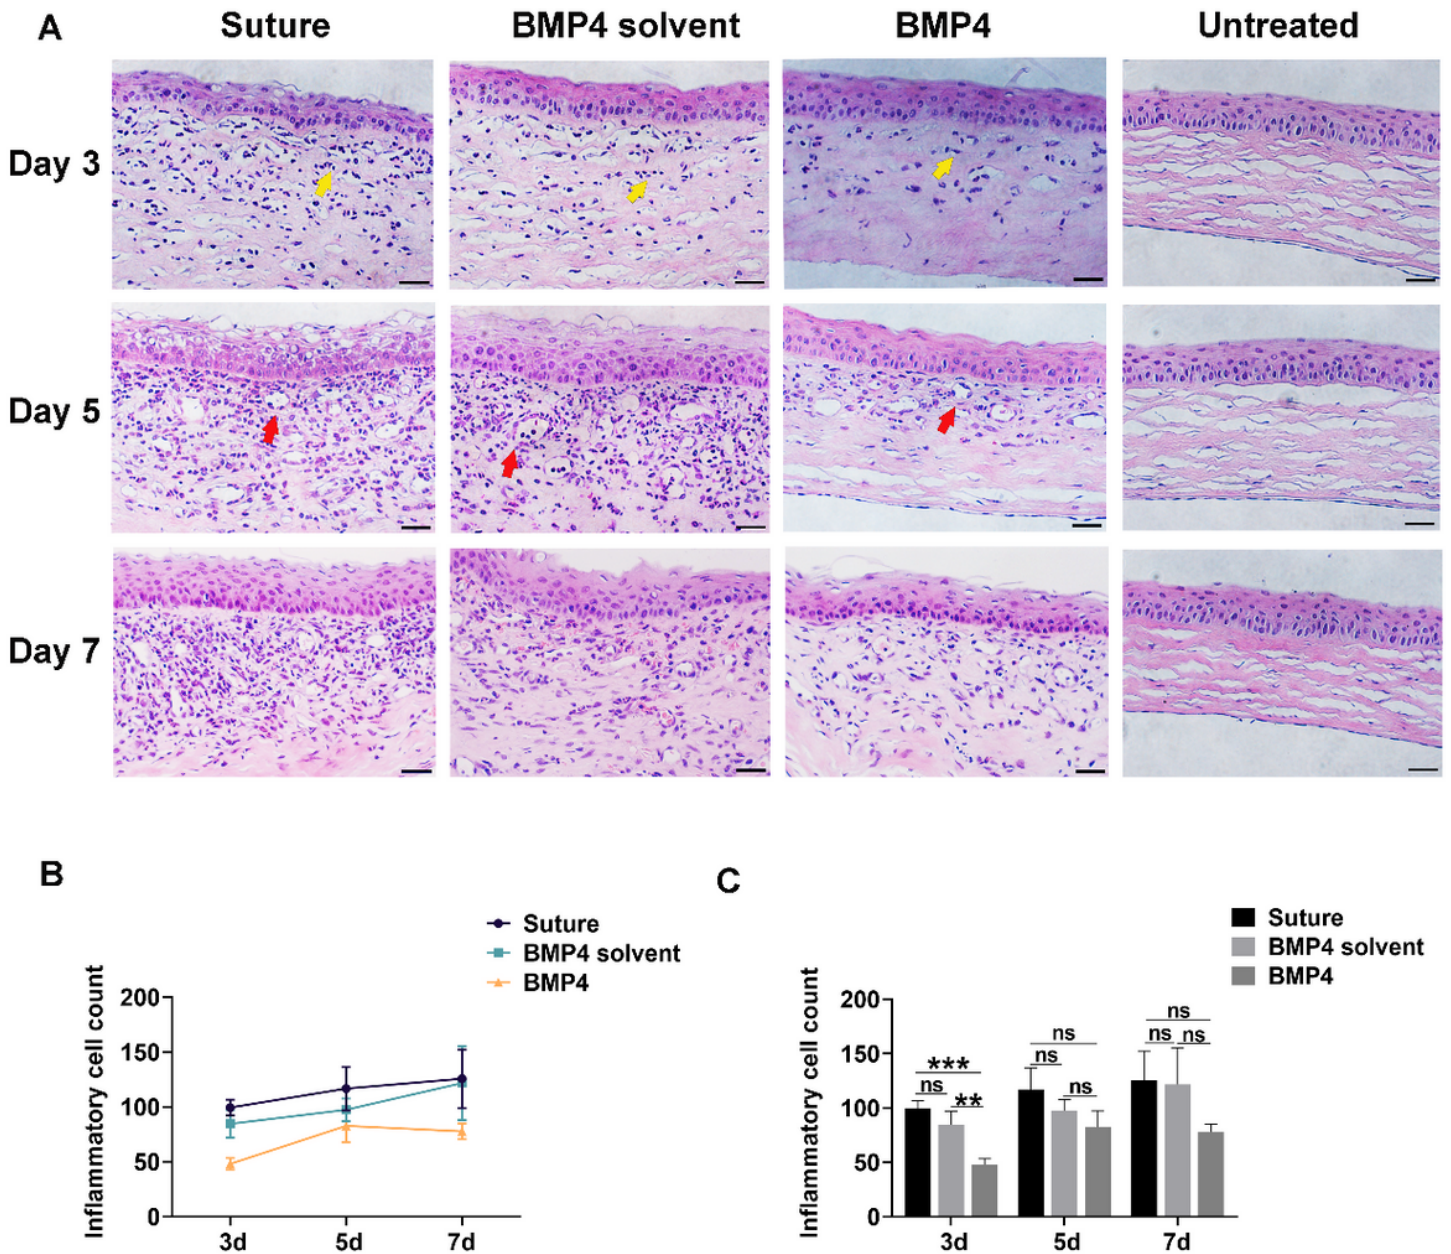 A
Suture
BMP4 solvent
BMP4
Untreated
Day 3
Day 5
Day 7
B
Suture
BMP4 solvent
BMP4
Inflammatory cell count
200
150
100
50
0
3d
5d
7d
C
Suture
BMP4 solvent
BMP4
Inflammatory cell count
200
150
100
50
0
***
ns
**
ns
ns
ns
ns
ns
ns
3d
5d
7d